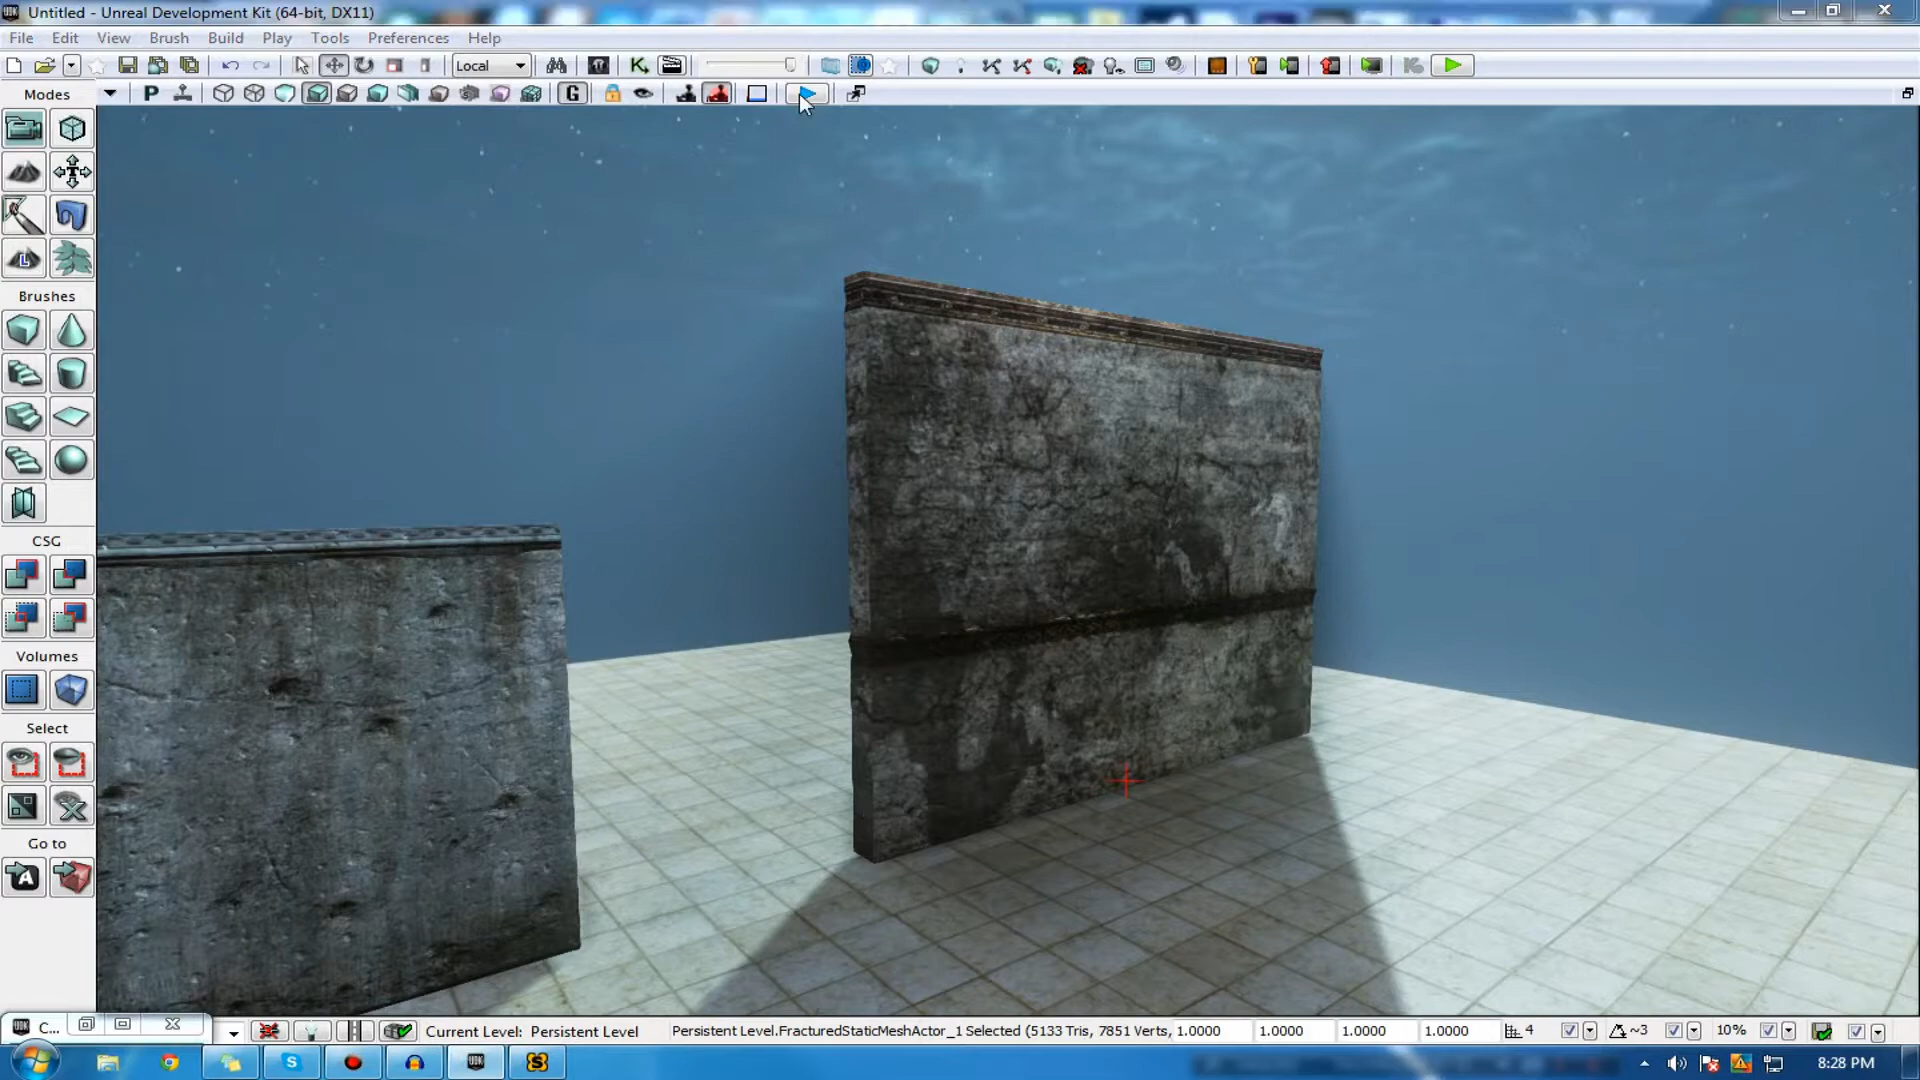 Untitled - Unreal Development Kit (64-bit, DX11)
File Edit View Brush Build Play Tools Preferences Help
Local
Modes
P
G
L
Brushes
CSG
Volumes
Select
Go to
A
C...
Current Level: Persistent Level
Persistent Level.FracturedStaticMeshActor_1 Selected (5133 Tris, 7851 Verts,
1.0000 1.0000 1.0000 1.0000
4
~3
10%
UDK
8:28 PM